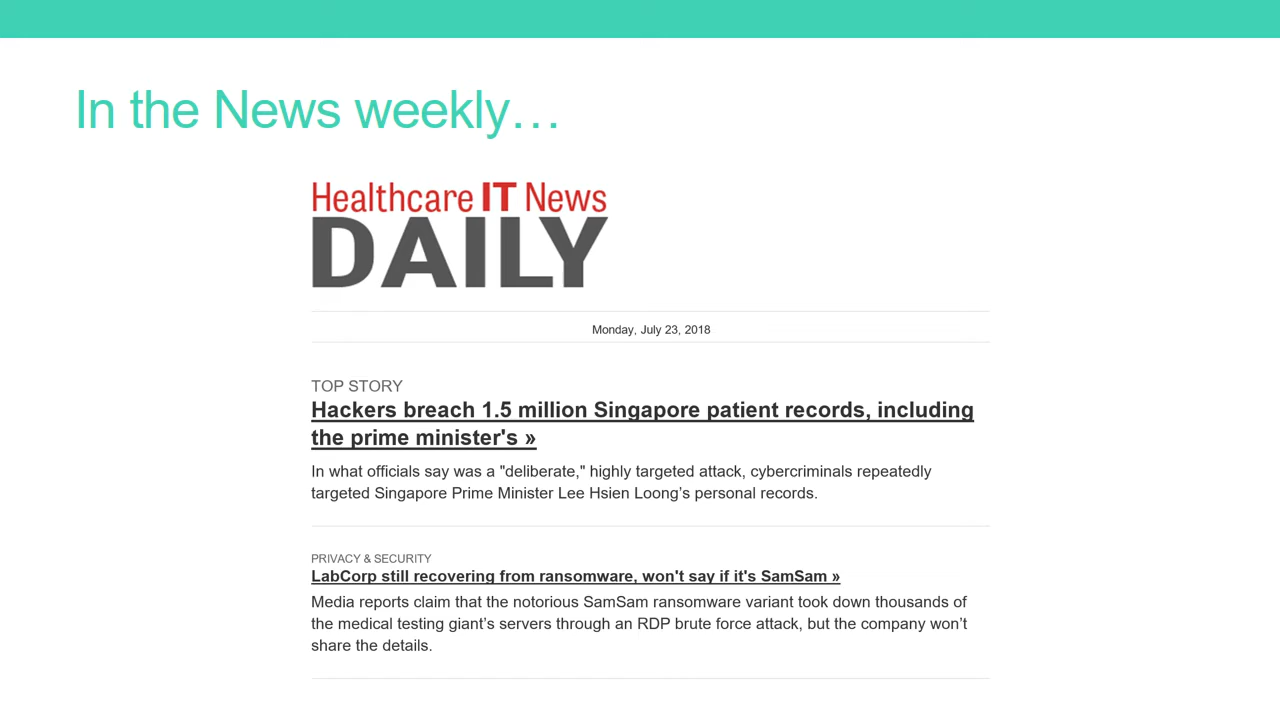 In the News weekly…
Healthcare IT News
DAILY
Monday, July 23, 2018
TOP STORY
Hackers breach 1.5 million Singapore patient records, including
the prime minister's »
In what officials say was a "deliberate," highly targeted attack, cybercriminals repeatedly
targeted Singapore Prime Minister Lee Hsien Loong’s personal records.
PRIVACY & SECURITY
LabCorp still recovering from ransomware, won't say if it's SamSam »
Media reports claim that the notorious SamSam ransomware variant took down thousands of
the medical testing giant’s servers through an RDP brute force attack, but the company won’t
share the details.